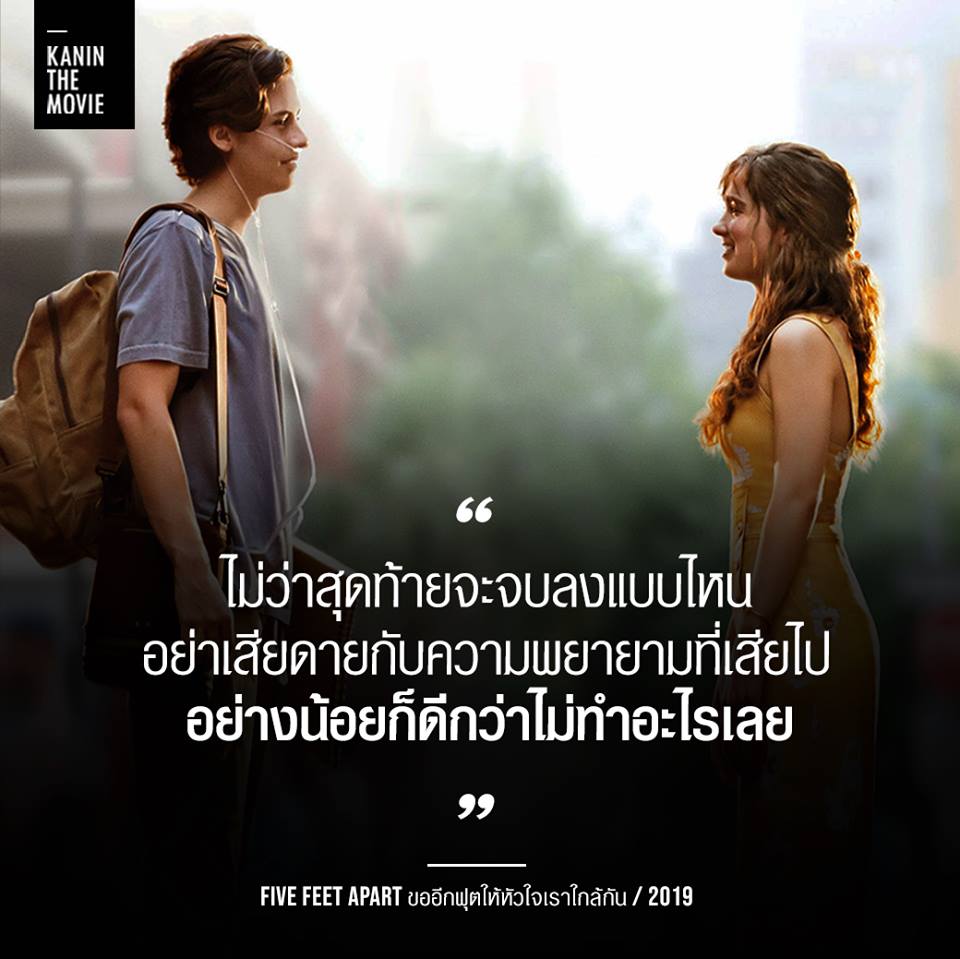 KANIN
THE
MOVIE
“
ไม่ว่าสุดท้ายจะจบลงแบบไหน
อย่าเสียดายกับความพยายามที่เสียไป
อย่างน้อยก็ดีกว่าไม่ทำอะไรเลย
”
FIVE FEET APART ขออีกฟุตให้หัวใจเราใกล้กัน / 2019